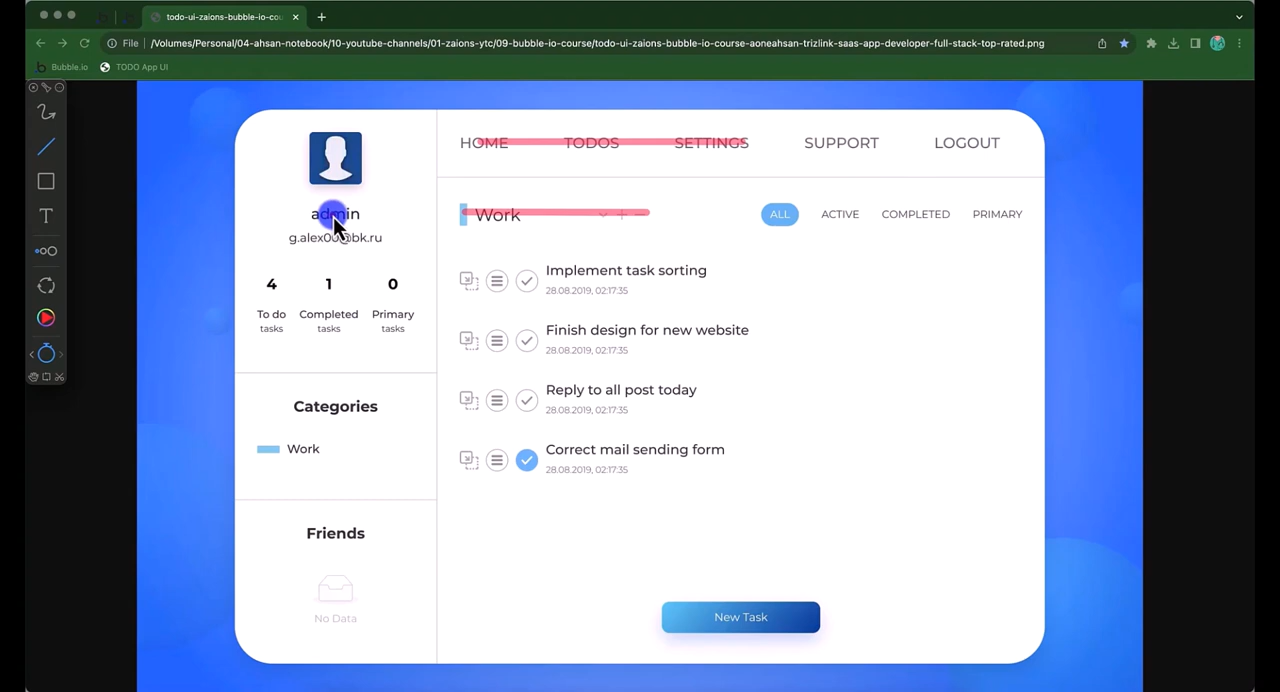 todo-ui-zaions-bubble-io-cou
File
/Volumes/Personal/04-ahsan-notebook/10-youtube-channels/01-zaions-ytc/09-bubble-io-course/todo-ui-zaions-bubble-io-course-aoneahsan-trizlink-saas-app-developer-full-stack-top-rated.png
Bubble.io
TODO App UI
T
HOME
TODOS
SETTINGS
SUPPORT
LOGOUT
admin
Work
ALL
ACTIVE
COMPLETED
PRIMARY
4
1
0
To do
Completed
Primary
tasks
tasks
tasks
Implement task sorting
28.08.2019, 02:17:35
Finish design for new website
28.08.2019, 02:17:35
Reply to all post today
28.08.2019, 02:17:35
Correct mail sending form
28.08.2019, 02:17:35
Categories
Work
Friends
No Data
New Task